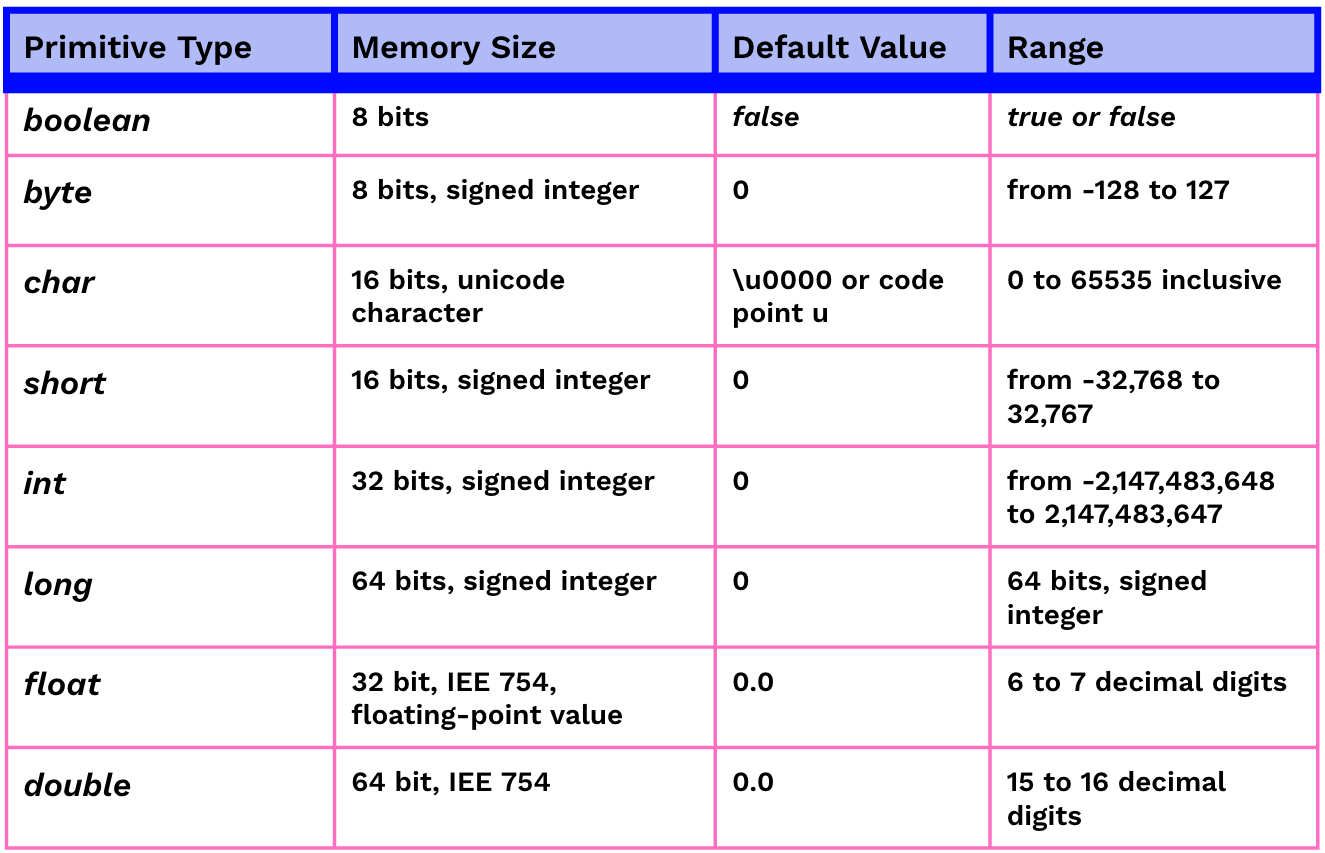 Primitive Type Memory Size Default Value Range
boolean 8 bits false true or false
byte 8 bits, signed integer 0 from -128 to 127
char 16 bits, unicode \u0000 or code 0 to 65535 inclusive
character point u
short 16 bits, signed integer 0 from -32,768 to
32,767
int 32 bits, signed integer 0 from -2,147,483,648
to 2,147,483,647
long 64 bits, signed integer 0 64 bits, signed
integer
float 32 bit, IEE 754, 0.0 6 to 7 decimal digits
floating-point value
double 64 bit, IEE 754 0.0 15 to 16 decimal
digits